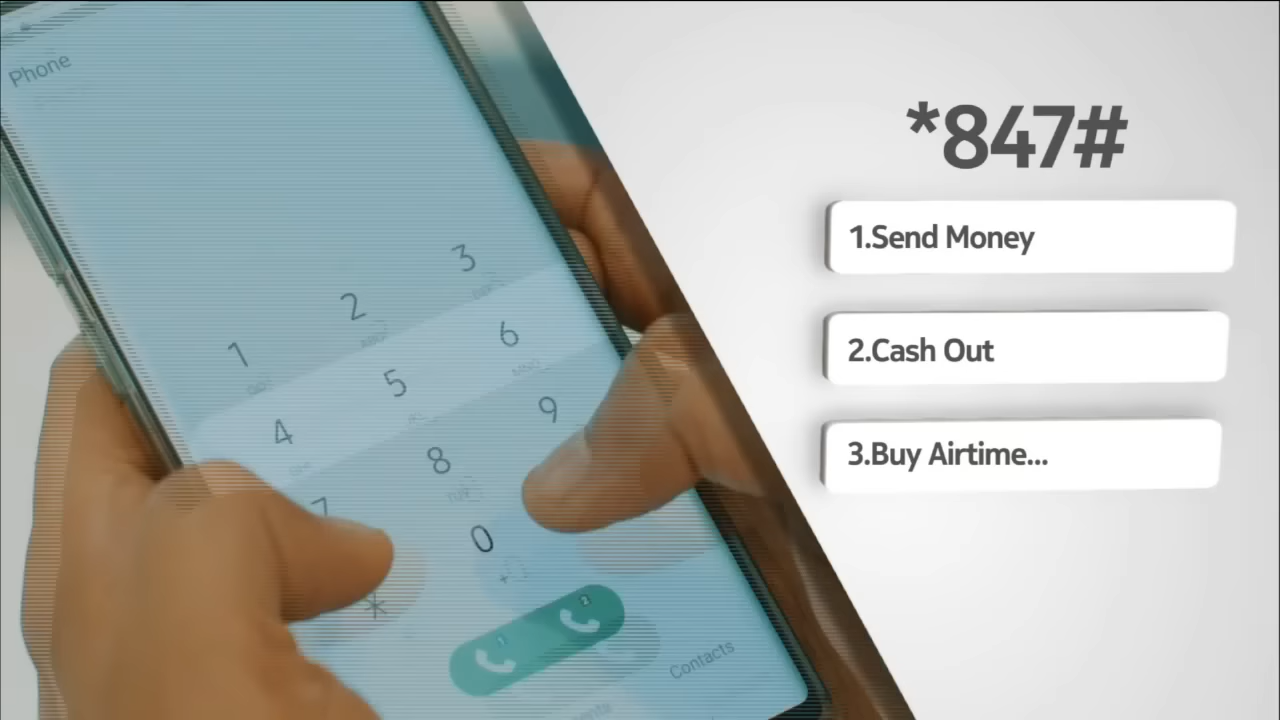 Phone
1
2
3
4
5
6
7
8
9
*
0
Contacts
*847#
1.Send Money
2.Cash Out
3.Buy Airtime...